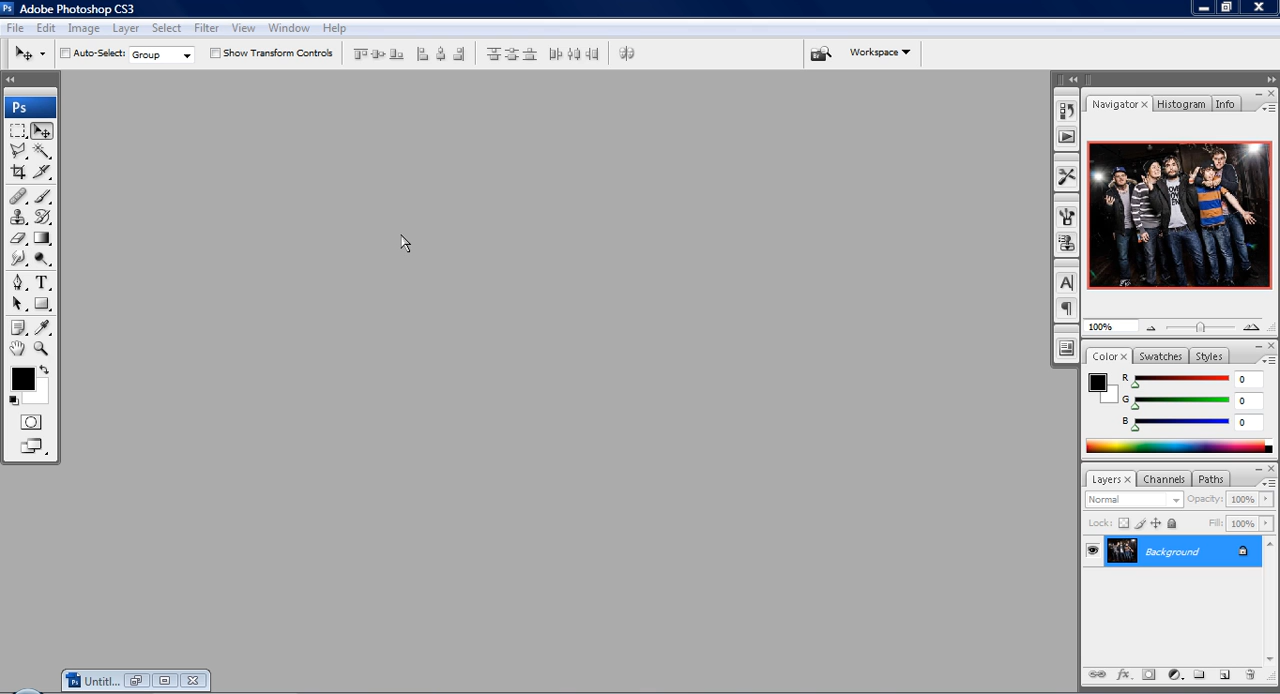 Ps Adobe Photoshop CS3
File Edit Image Layer Select Filter View Window Help
Auto-Select: Group Show Transform Controls Workspace
Ps
Navigator Histogram Info
100%
Color Swatches Styles
R 0
G 0
B 0
Layers Channels Paths
Normal Opacity: 100%
Lock: Fill: 100%
Background
Ps Untitl...